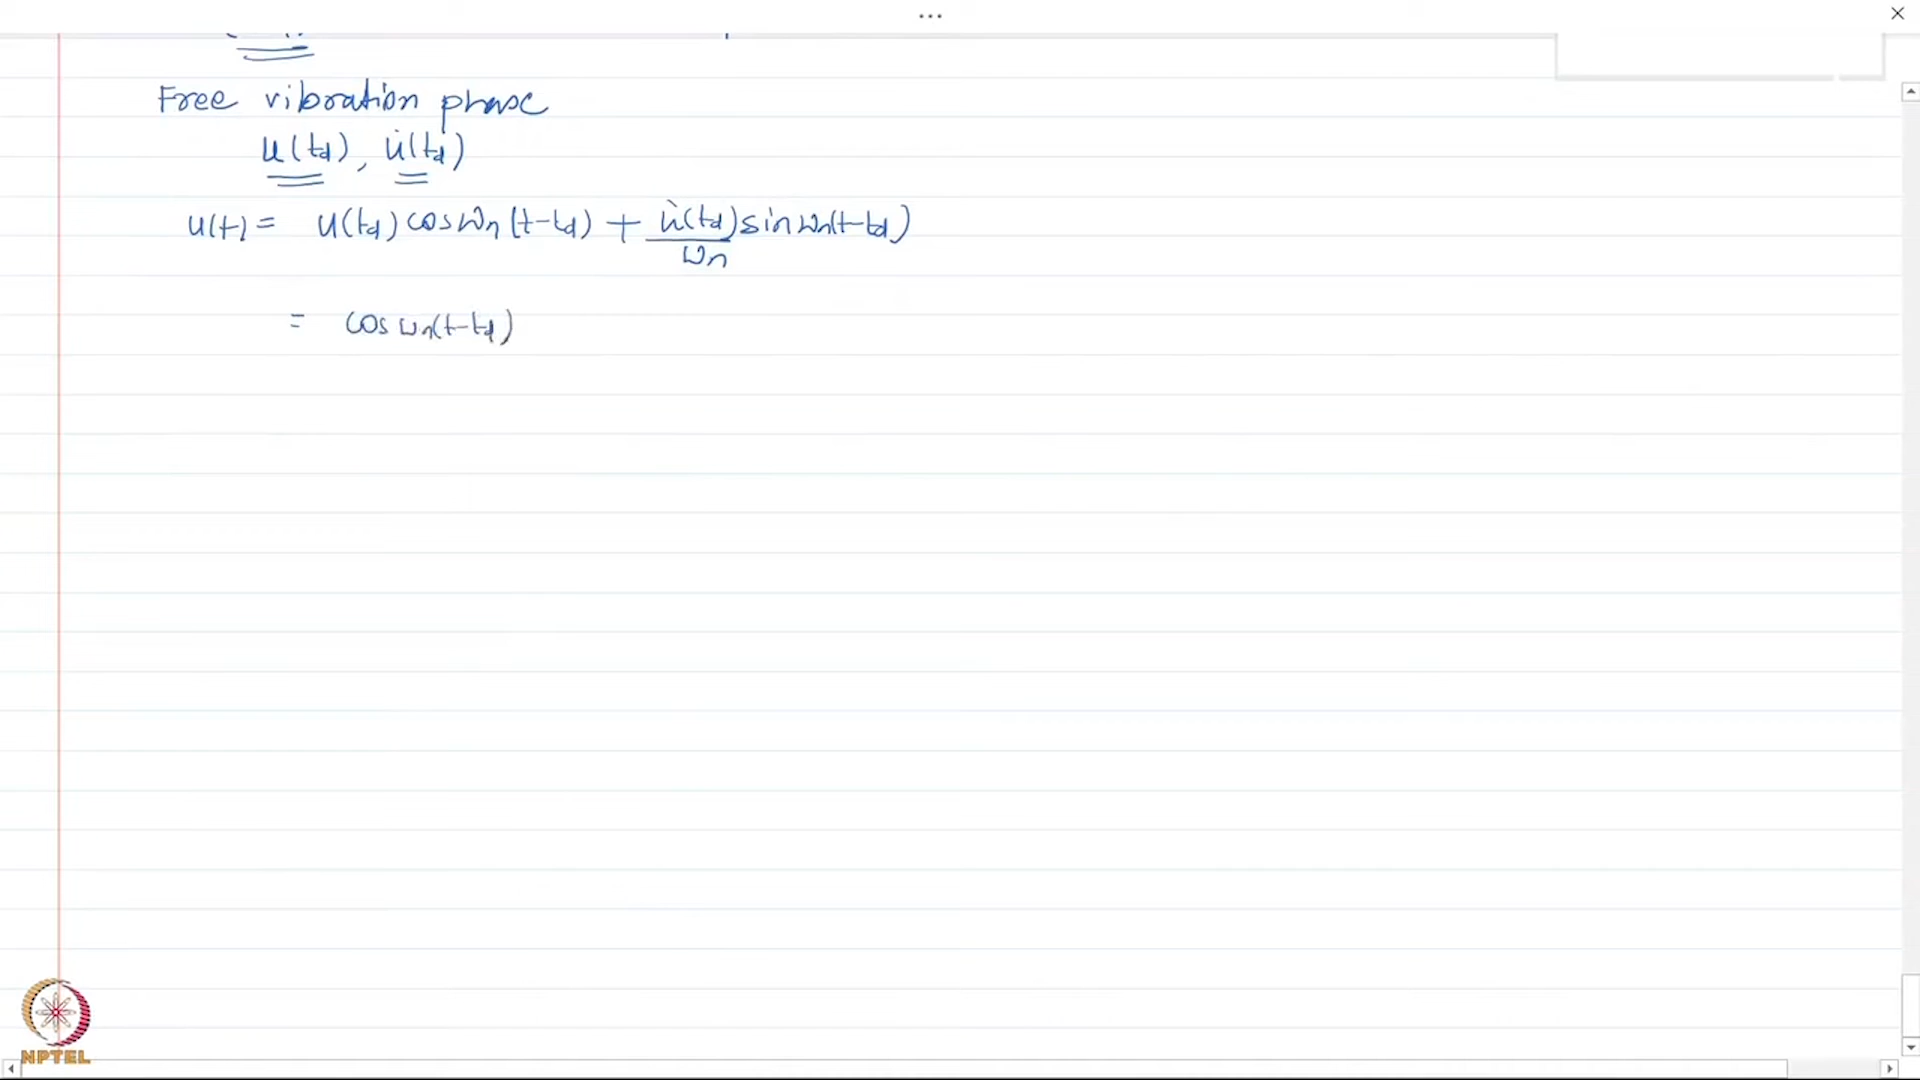 Free vibration phase
u(td), u̇(td)
u(t) = u(td) cos ωn (t-td) + u̇(td)/ωn sin ωn(t-td)
= cos ωn(t-td)
NPTEL